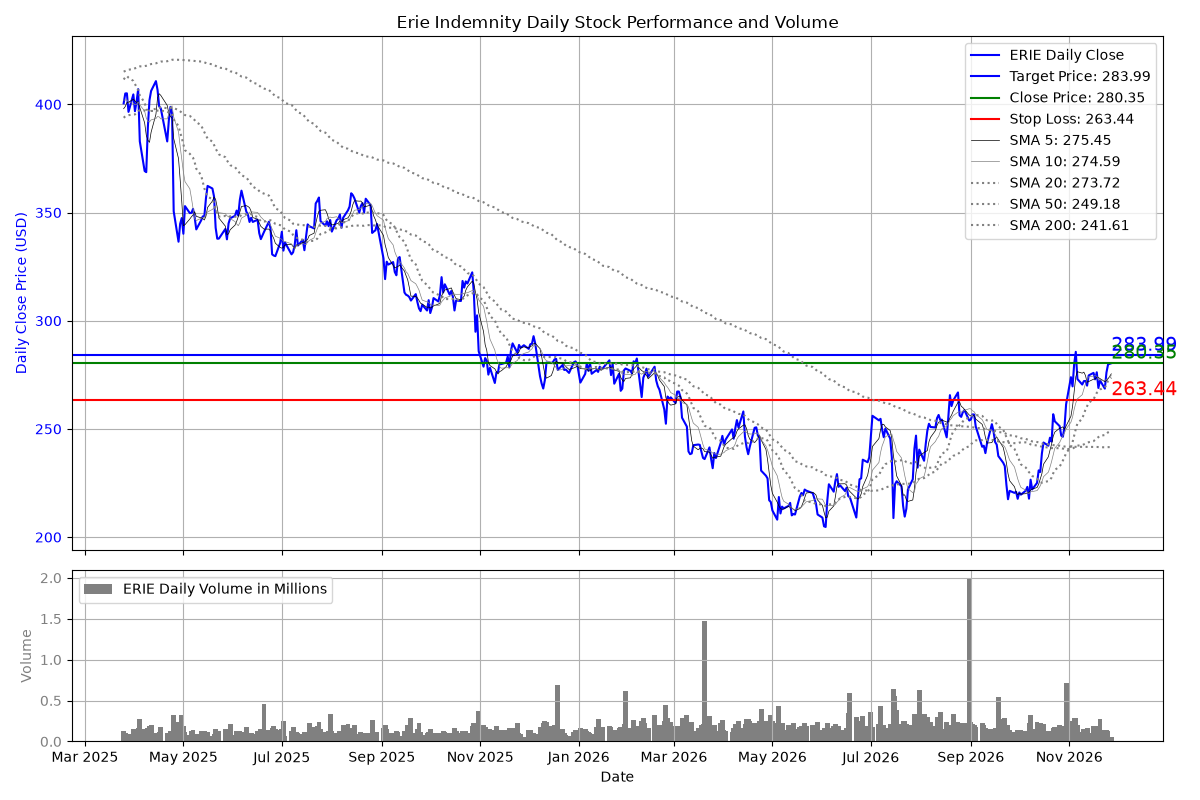 Erie Indemnity Daily Stock Performance and Volume
ERIE Daily Close
Target Price: 283.99
Close Price: 280.35
Stop Loss: 263.44
SMA 5: 275.45
SMA 10: 274.59
SMA 20: 273.72
SMA 50: 249.18
SMA 200: 241.61
400
350
300
250
200
Daily Close Price (USD)
283.99
280.35
263.44
ERIE Daily Volume in Millions
2.0
1.5
1.0
0.5
0.0
Volume
Mar 2025 May 2025 Jul 2025 Sep 2025 Nov 2025 Jan 2026 Mar 2026 May 2026 Jul 2026 Sep 2026 Nov 2026
Date